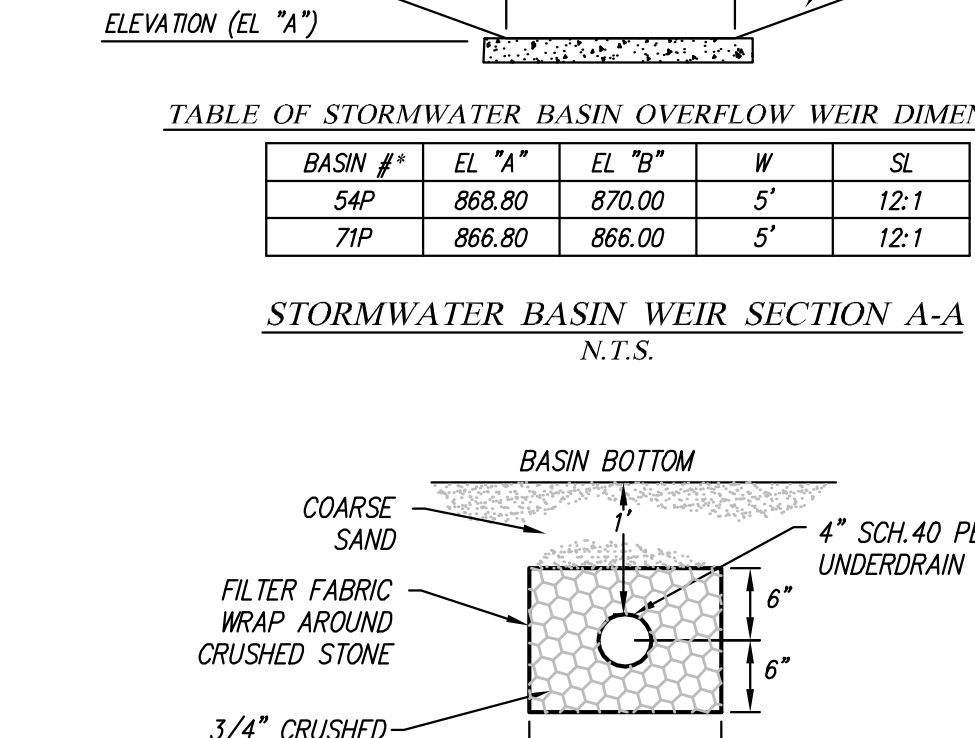 ELEVATION (EL "A")
TABLE OF STORMWATER BASIN OVERFLOW WEIR
BASIN #* EL "A" EL "B" W SL
54P 868.80 870.00 5' 12:1
71P 866.80 866.00 5' 12:1
STORMWATER BASIN WEIR SECTION A-A
N.T.S.
BASIN BOTTOM
COARSE
SAND
1'
4" SCH.40
UNDERDRAIN
FILTER FABRIC
WRAP AROUND
CRUSHED STONE
6"
6"
3/4" CRUSHED